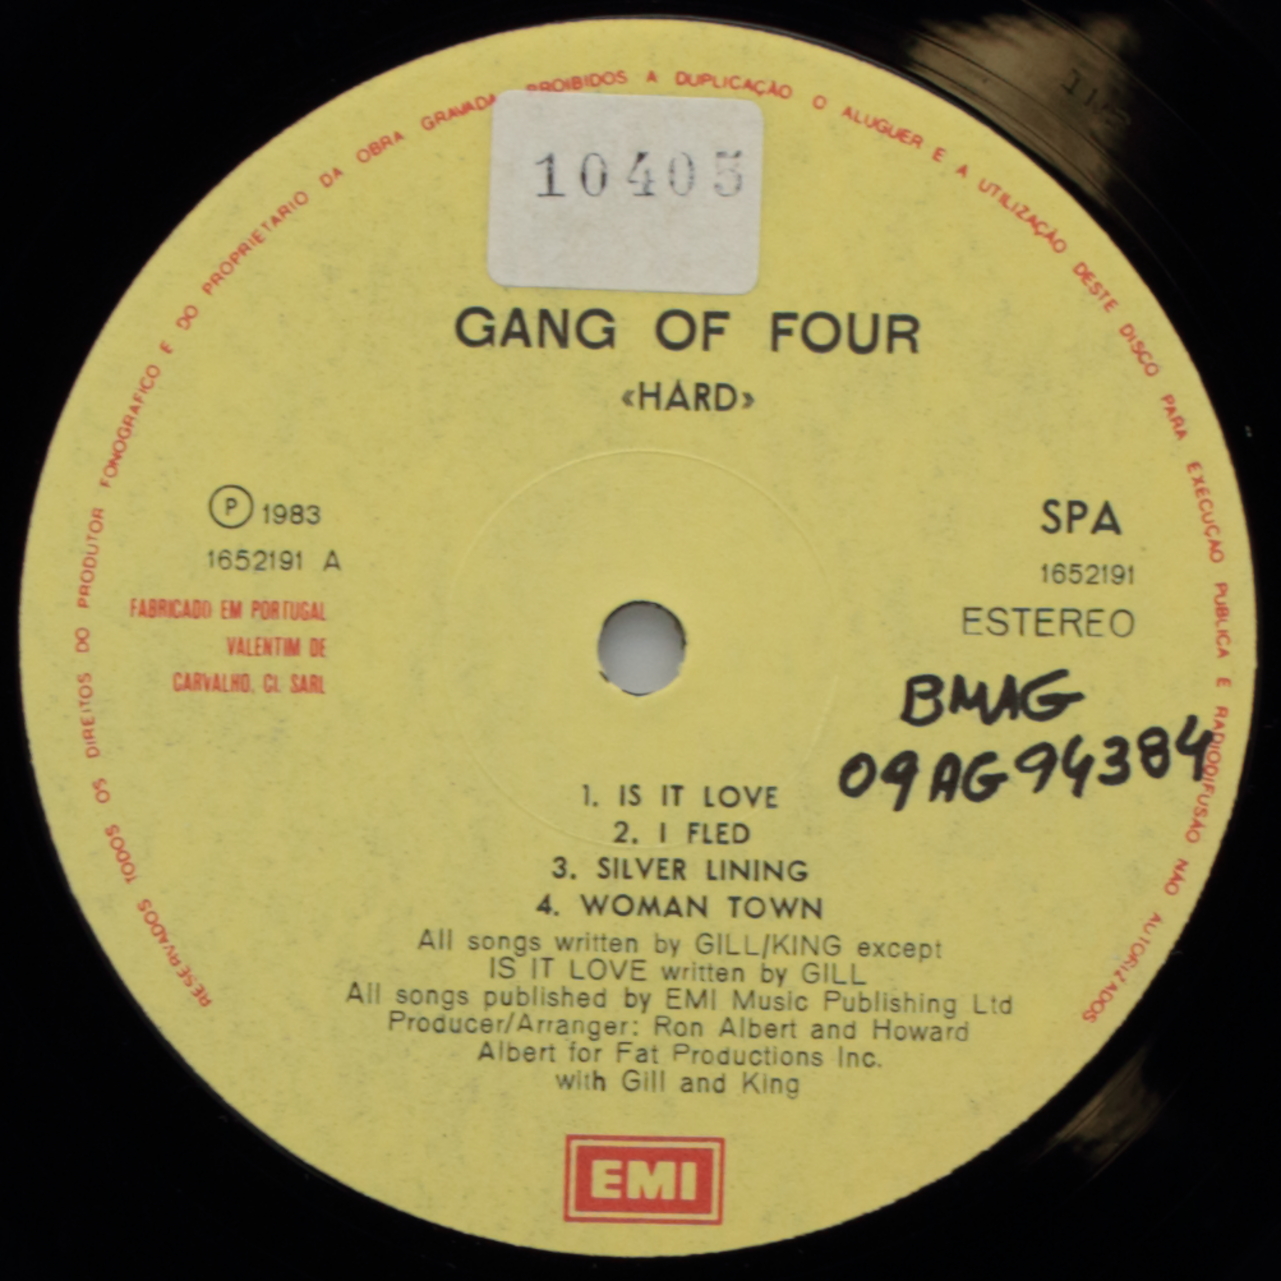 RESERVADOS TODOS OS DIREITOS DO PRODUTOR FONOGRAFICO E DO PROPRIETARIO DA OBRA GRAVADA PROIBIDOS A DUPLICAÇÃO O ALUGUER E A UTILIZAÇÃO DESTE DISCO PARA EXECUÇÃO PUBLICA E RADIODIFUSÃO NÃO AUTORIZADOS
10405
GANG OF FOUR
«HARD»
℗ 1983
1652191 A
FABRICADO EM PORTUGAL
VALENTIM DE
CARVALHO, CI. SARL
SPA
1652191
ESTEREO
BMAG
09AG94384
1. IS IT LOVE
2. I FLED
3. SILVER LINING
4. WOMAN TOWN
All songs written by GILL/KING except
IS IT LOVE written by GILL
All songs published by EMI Music Publishing Ltd
Producer/Arranger: Ron Albert and Howard
Albert for Fat Productions Inc.
with Gill and King
EMI